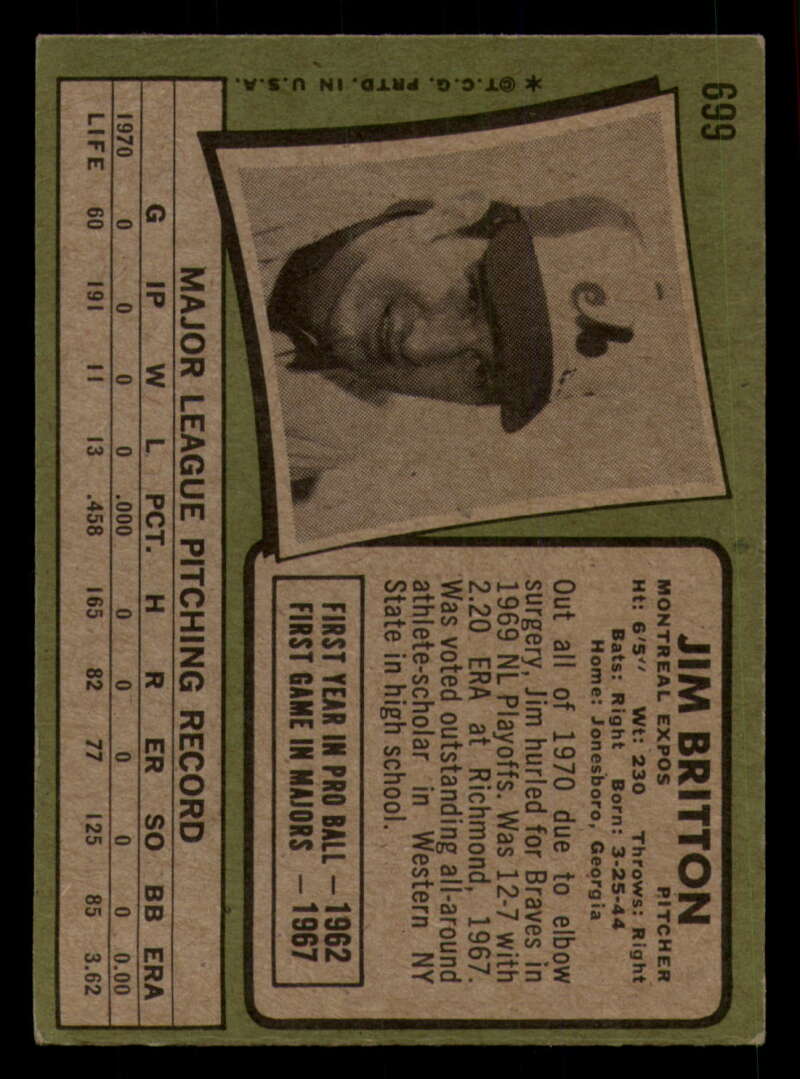 699
* ©T.C.G. PRTD. IN U.S.A.
JIM BRITTON
MONTREAL EXPOS PITCHER
Ht: 6'5" Wt: 230 Throws: Right
Bats: Right Born: 3-25-44
Home: Jonesboro, Georgia
Out all of 1970 due to elbow
surgery, Jim hurled for Braves in
1969 NL Playoffs. Was 12-7 with
2.20 ERA at Richmond, 1967.
Was voted outstanding all-around
athlete-scholar in Western NY
State in high school.
FIRST YEAR IN PRO BALL — 1962
FIRST GAME IN MAJORS — 1967
MAJOR LEAGUE PITCHING RECORD
G IP W L PCT. H R ER SO BB ERA
1970 0 0 0 0 .000 0 0 0 0 0 0.00
LIFE 60 191 11 13 .458 165 82 77 125 85 3.62